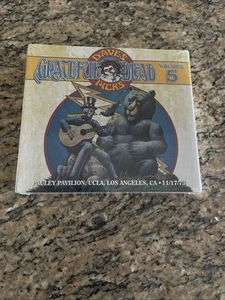 DAVE'S
GRATEFUL DEAD
PICKS
VOLUME
5
PAULEY PAVILION/UCLA, LOS ANGELES, CA • 11/17/73